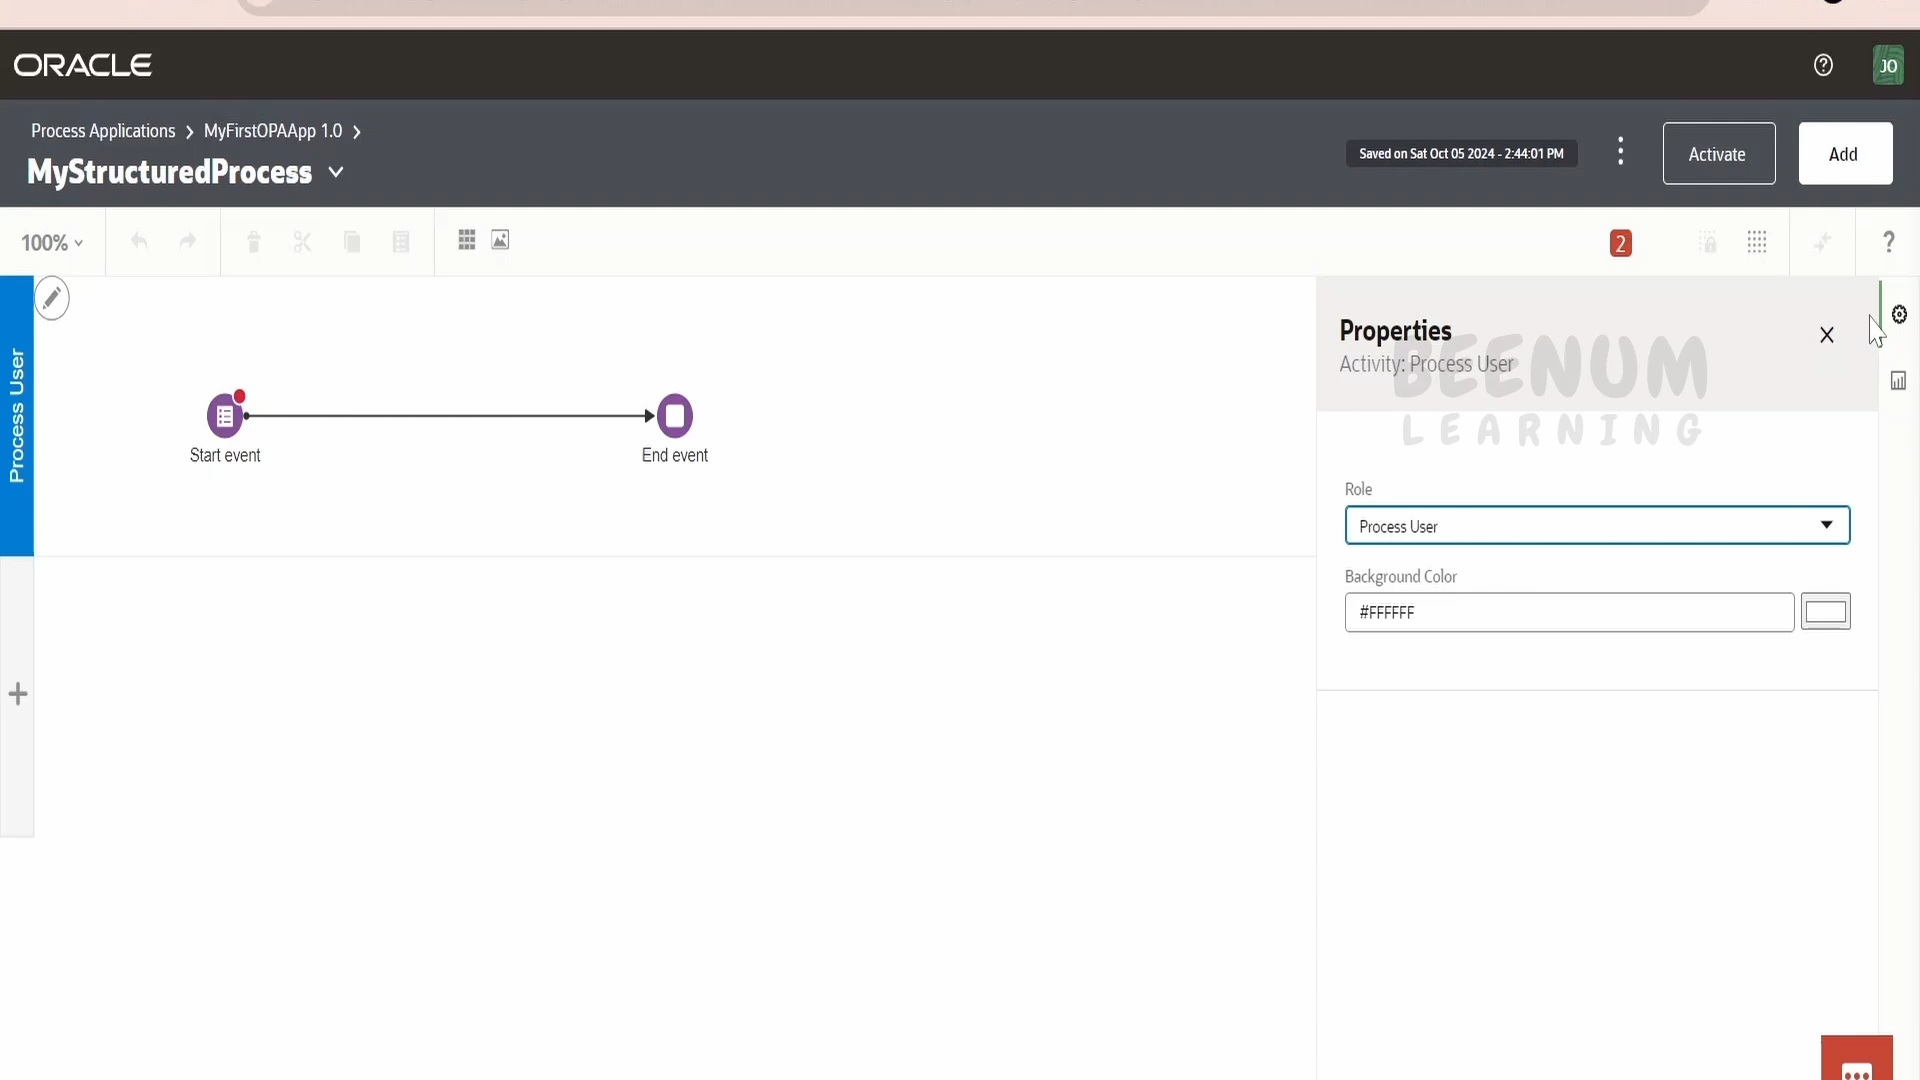 ORACLE
JO
Process Applications
MyFirstOPAApp 1.0
MyStructuredProcess
Saved on Sat Oct 05 2024 - 2:44:01 PM
Activate
Add
100%
2
?
Process User
Start event
End event
Properties
Activity: Process User
BEENUM
LEARNING
Role
Process User
Background Color
#FFFFFF